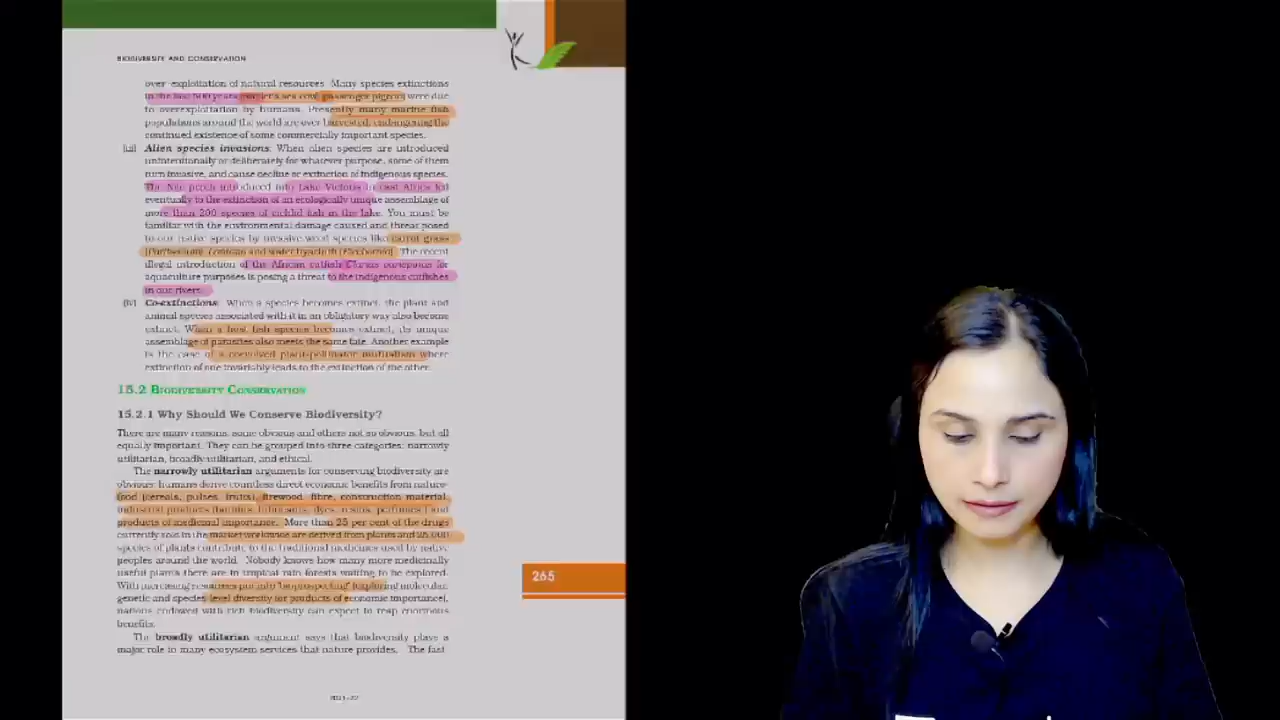 BIODIVERSITY AND CONSERVATION
over-exploitation of natural resources. Many species extinctions
in the last 500 years (Steller's sea cow, passenger pigeon) were due
to overexploitation by humans. Presently many marine fish
populations around the world are over harvested, endangering the
continued existence of some commercially important species.
(iii) Alien species invasions: When alien species are introduced
unintentionally or deliberately for whatever purpose, some of them
turn invasive, and cause decline or extinction of indigenous species.
The Nile perch introduced into Lake Victoria in east Africa led
eventually to the extinction of an ecologically unique assemblage of
more than 200 species of cichlid fish in the lake. You must be
familiar with the environmental damage caused and threat posed
to our native species by invasive weed species like carrot grass
(Parthenium), Lantana and water hyacinth (Eicchornia). The recent
illegal introduction of the African catfish Clarias gariepinus for
aquaculture purposes is posing a threat to the indigenous catfishes
in our rivers.
(iv) Co-extinctions: When a species becomes extinct, the plant and
animal species associated with it in an obligatory way also become
extinct. When a host fish species becomes extinct, its unique
assemblage of parasites also meets the same fate. Another example
is the case of a coevolved plant-pollinator mutualism where
extinction of one invariably leads to the extinction of the other.
15.2 BIODIVERSITY CONSERVATION
15.2.1 Why Should We Conserve Biodiversity?
There are many reasons, some obvious and others not so obvious, but all
equally important. They can be grouped into three categories: narrowly
utilitarian, broadly utilitarian, and ethical.
The narrowly utilitarian arguments for conserving biodiversity are
obvious; humans derive countless direct economic benefits from nature-
food (cereals, pulses, fruits), firewood, fibre, construction material,
industrial products (tannins, lubricants, dyes, resins, perfumes ) and
products of medicinal importance. More than 25 per cent of the drugs
currently sold in the market worldwide are derived from plants and 25,000
species of plants contribute to the traditional medicines used by native
peoples around the world. Nobody knows how many more medicinally
useful plants there are in tropical rain forests waiting to be explored.
With increasing resources put into 'bioprospecting' (exploring molecular,
genetic and species-level diversity for products of economic importance),
nations endowed with rich biodiversity can expect to reap enormous
benefits.
265
The broadly utilitarian argument says that biodiversity plays a
major role in many ecosystem services that nature provides. The fast-